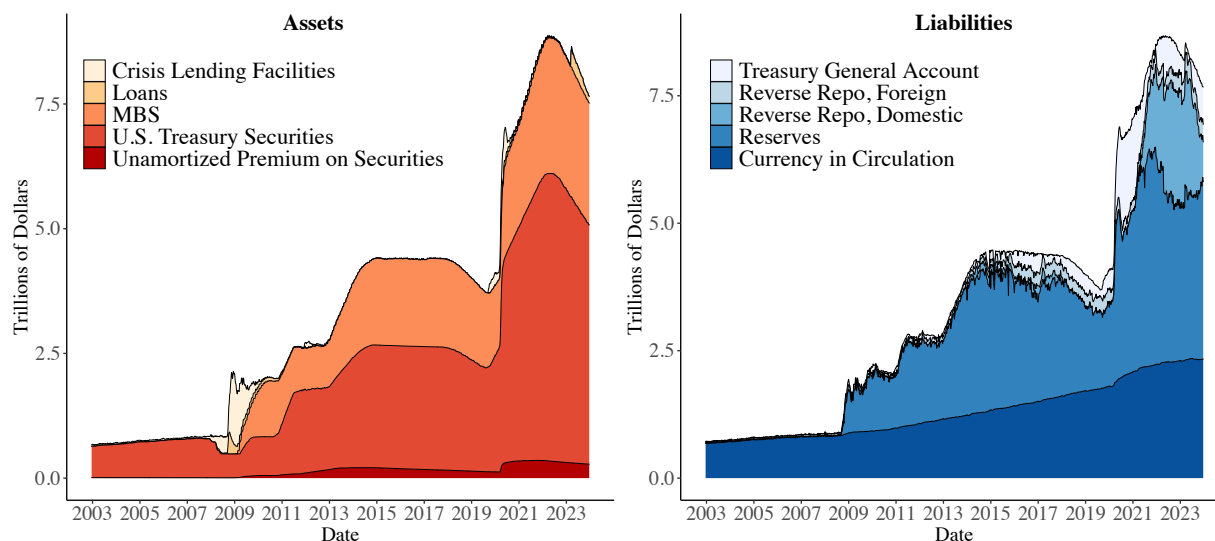 Assets
Trillions of Dollars
7.5
5.0
2.5
0.0
Crisis Lending Facilities
Loans
MBS
U.S. Treasury Securities
Unamortized Premium on Securities
2003 2005 2007 2009 2011 2013 2015 2017 2019 2021 2023
Date
Liabilities
Trillions of Dollars
7.5
5.0
2.5
0.0
Treasury General Account
Reverse Repo, Foreign
Reverse Repo, Domestic
Reserves
Currency in Circulation
2003 2005 2007 2009 2011 2013 2015 2017 2019 2021 2023
Date